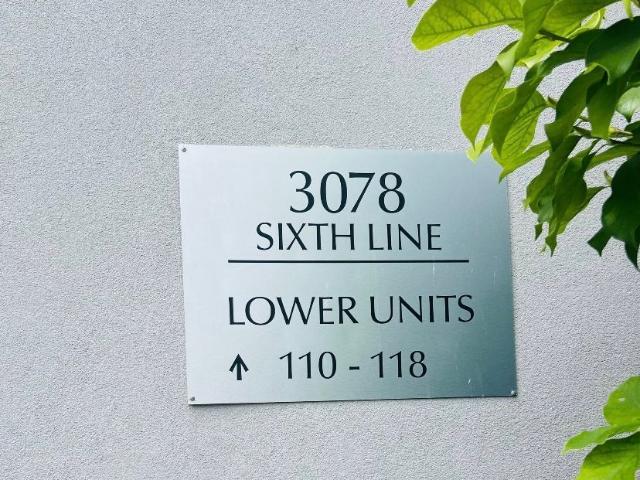 3078
SIXTH LINE
LOWER UNITS
↑ 110 - 118